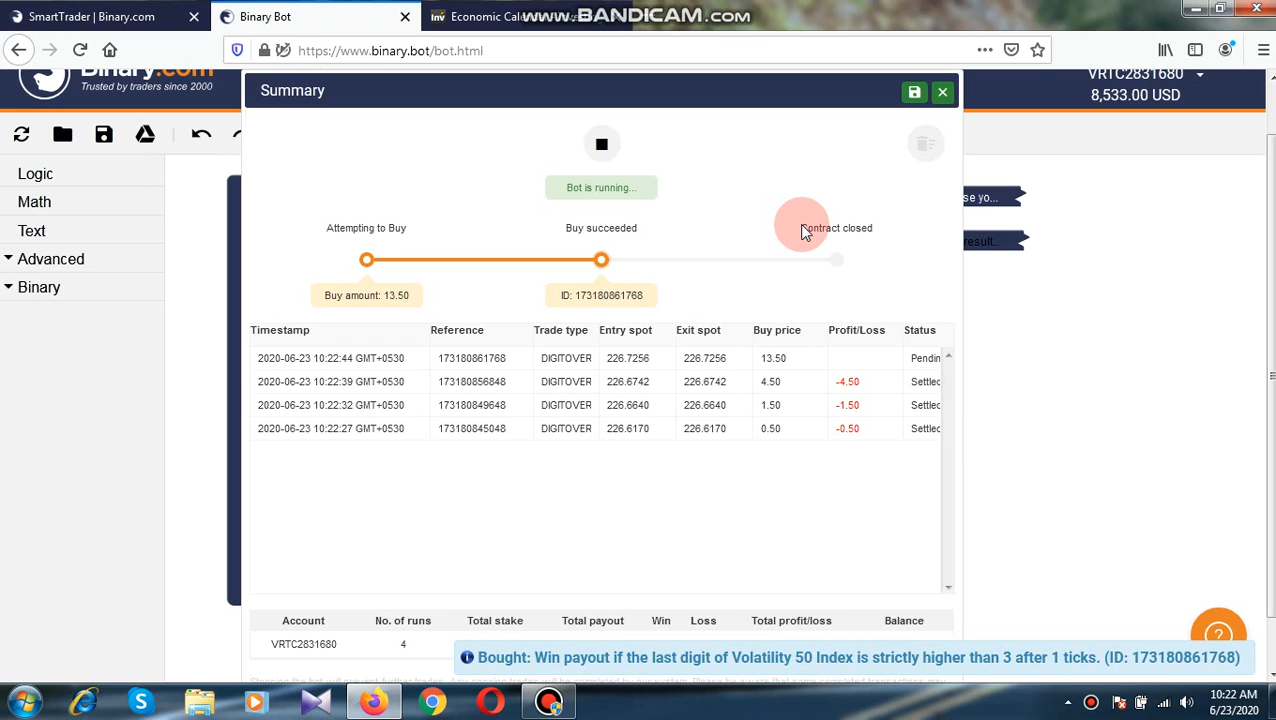 SmartTrader | Binary.com
Binary Bot
Economic Cal
www.BANDICAM.com
https://www.binary.bot/bot.html
Binary.com
Trusted by traders since 2000
VRTC2831680
8,533.00 USD
Summary
Logic
Math
Text
Advanced
Binary
Bot is running...
Attempting to Buy
Buy succeeded
Contract closed
Buy amount: 13.50
ID: 173180861768
se yo...
result...
Timestamp Reference Trade type Entry spot Exit spot Buy price Profit/Loss Status
2020-06-23 10:22:44 GMT+0530 173180861768 DIGITOVER 226.7256 226.7256 13.50 Pendin
2020-06-23 10:22:39 GMT+0530 173180856848 DIGITOVER 226.6742 226.6742 4.50 -4.50 Settled
2020-06-23 10:22:32 GMT+0530 173180849648 DIGITOVER 226.6640 226.6640 1.50 -1.50 Settled
2020-06-23 10:22:27 GMT+0530 173180845048 DIGITOVER 226.6170 226.6170 0.50 -0.50 Settled
Account No. of runs Total stake Total payout Win Loss Total profit/loss Balance
VRTC2831680 4
Bought: Win payout if the last digit of Volatility 50 Index is strictly higher than 3 after 1 ticks. (ID: 173180861768)
10:22 AM
6/23/2020